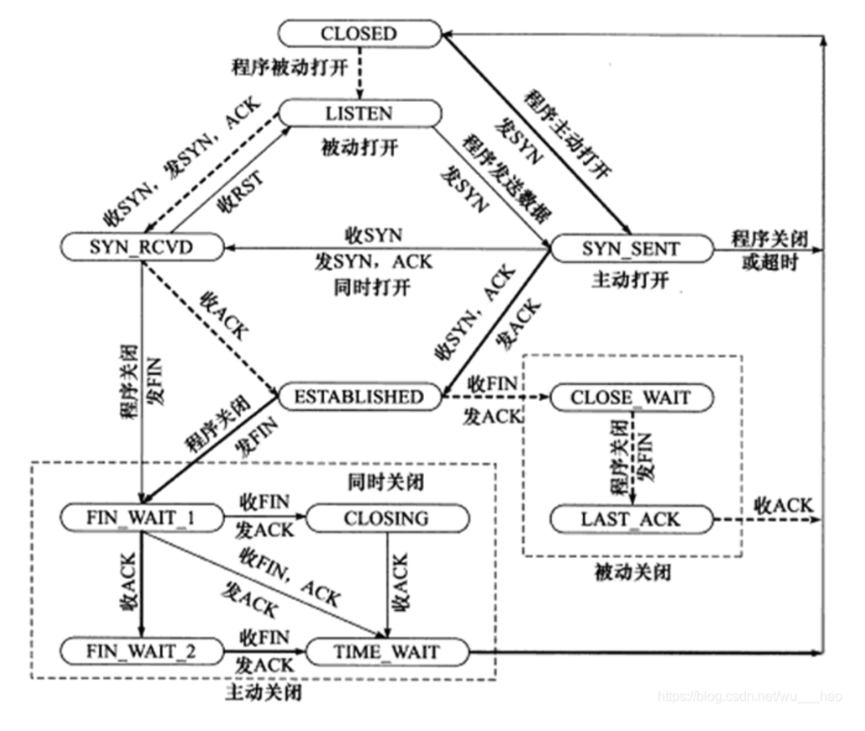 CLOSED
程序被动打开
LISTEN
被动打开
收SYN，发SYN，ACK
收RST
程序发送数据
发SYN
程序主动打开
发SYN
SYN_RCVD
收SYN
发SYN，ACK
同时打开
SYN_SENT
主动打开
程序关闭
或超时
收ACK
收SYN，ACK
发ACK
程序关闭
发FIN
ESTABLISHED
收FIN
发ACK
CLOSE_WAIT
程序关闭
发FIN
程序关闭
发FIN
LAST_ACK
收ACK
被动关闭
同时关闭
FIN_WAIT_1
收FIN
发ACK
CLOSING
收ACK
收FIN，ACK
发ACK
收ACK
FIN_WAIT_2
收FIN
发ACK
TIME_WAIT
主动关闭
https://blog.csdn.net/wu___hao